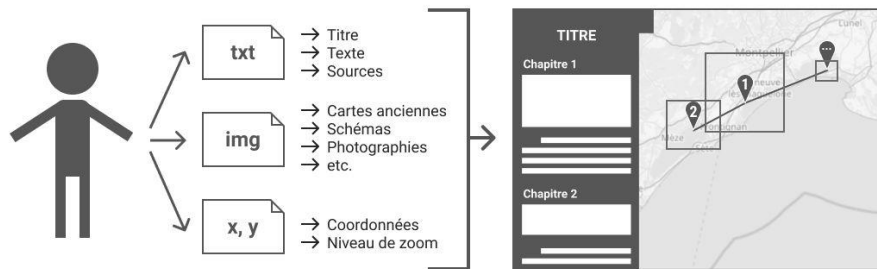 txt
→ Titre
→ Texte
→ Sources
img
→ Cartes anciennes
→ Schémas
→ Photographies
→ etc.
x, y
→ Coordonnées
→ Niveau de zoom
TITRE
Chapitre 1
Chapitre 2
Lunel
Montpellier
...
1
2
Mèze
Sète